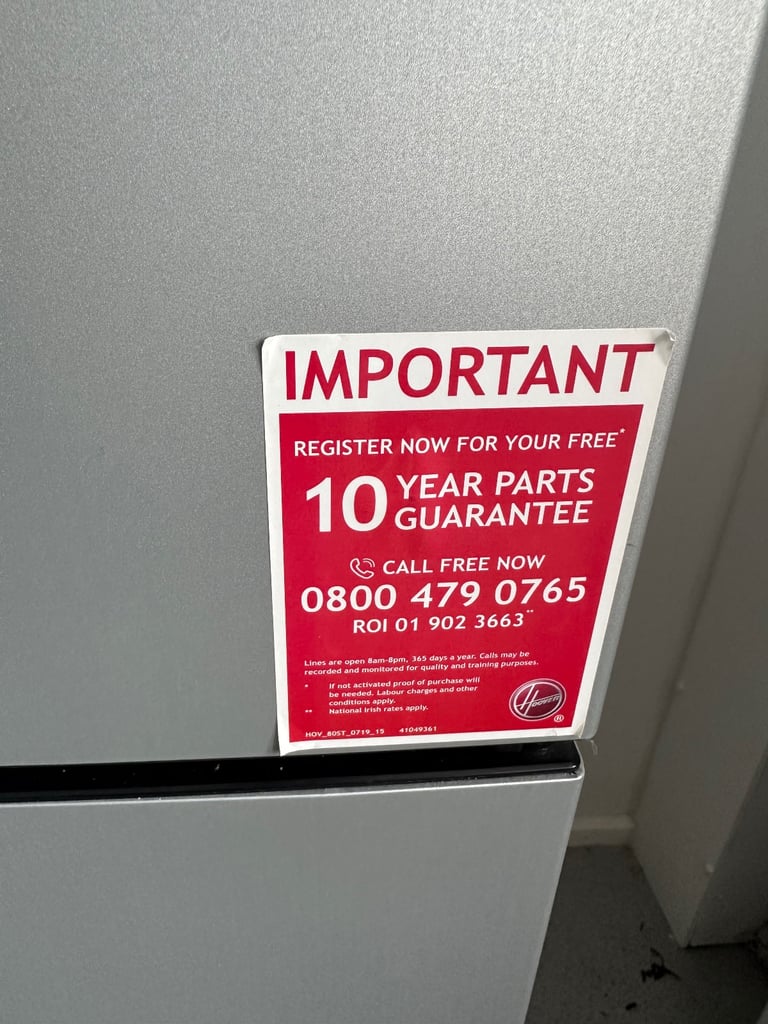 IMPORTANT
REGISTER NOW FOR YOUR FREE*
10 YEAR PARTS
GUARANTEE
CALL FREE NOW
0800 479 0765
ROI 01 902 3663**
Lines are open 8am-8pm, 365 days a year. Calls may be
recorded and monitored for quality and training purposes.
* If not activated proof of purchase will
be needed. Labour charges and other
conditions apply.
** National Irish rates apply.
HOOVER ®
HOV_80ST_0719_15 41049361